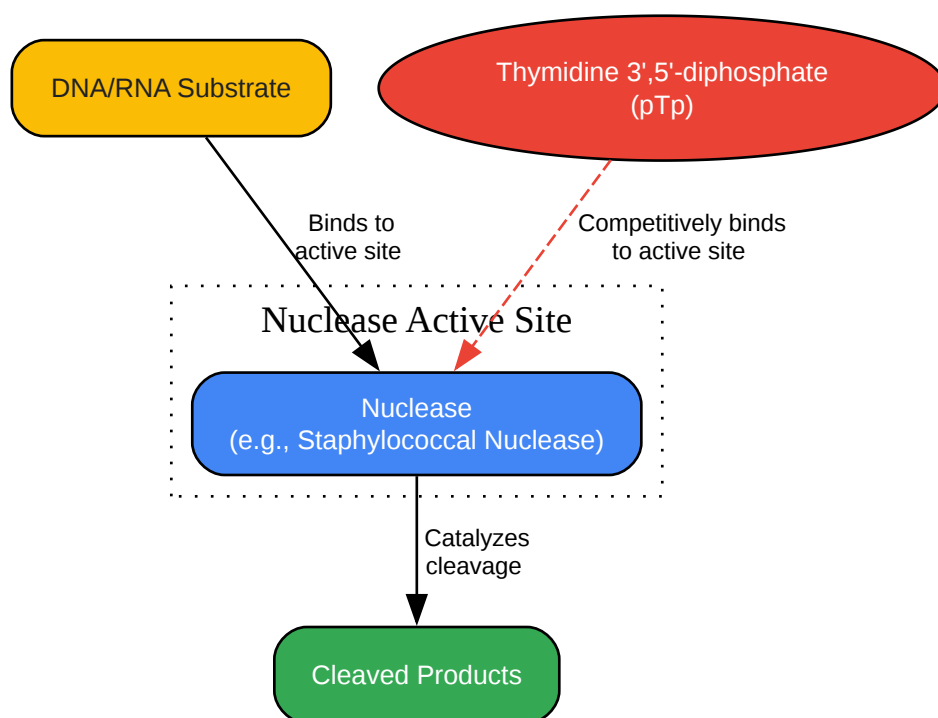 DNA/RNA Substrate
Thymidine 3',5'-diphosphate
(pTp)
Binds to
active site
Competitively binds
to active site
Nuclease Active Site
Nuclease
(e.g., Staphylococcal Nuclease)
Catalyzes
cleavage
Cleaved Products